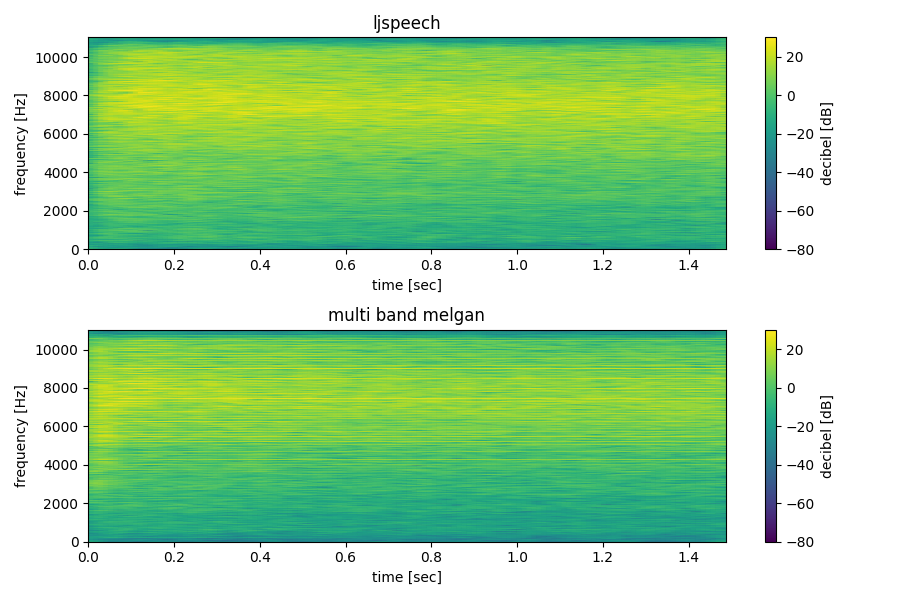 ljspeech
10000
8000
6000
4000
2000
0
frequency [Hz]
0.0 0.2 0.4 0.6 0.8 1.0 1.2 1.4
time [sec]
20
0
−20
−40
−60
−80
decibel [dB]
multi band melgan
10000
8000
6000
4000
2000
0
frequency [Hz]
0.0 0.2 0.4 0.6 0.8 1.0 1.2 1.4
time [sec]
20
0
−20
−40
−60
−80
decibel [dB]